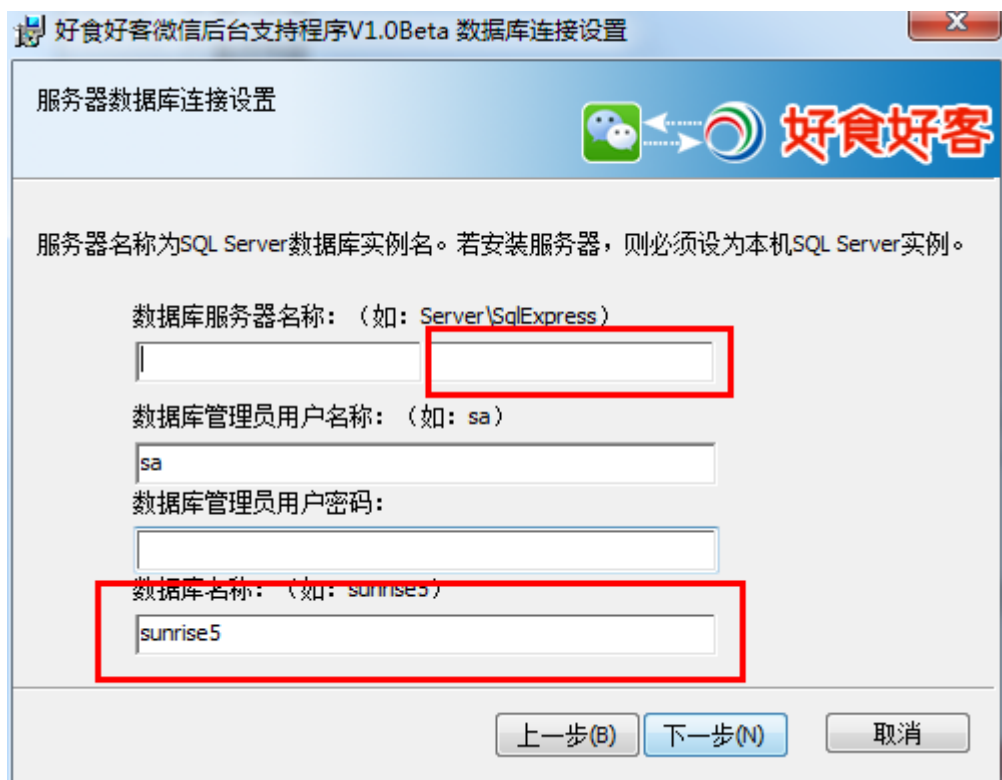 好食好客微信后台支持程序V1.0Beta 数据库连接设置
服务器数据库连接设置
好食好客
服务器名称为SQL Server数据库实例名。若安装服务器，则必须设为本机SQL Server实例。
数据库服务器名称：（如：Server\SqlExpress）
数据库管理员用户名称：（如：sa）
sa
数据库管理员用户密码：
数据库名称：（如：sunrise5）
sunrise5
上一步(B) 下一步(N) 取消